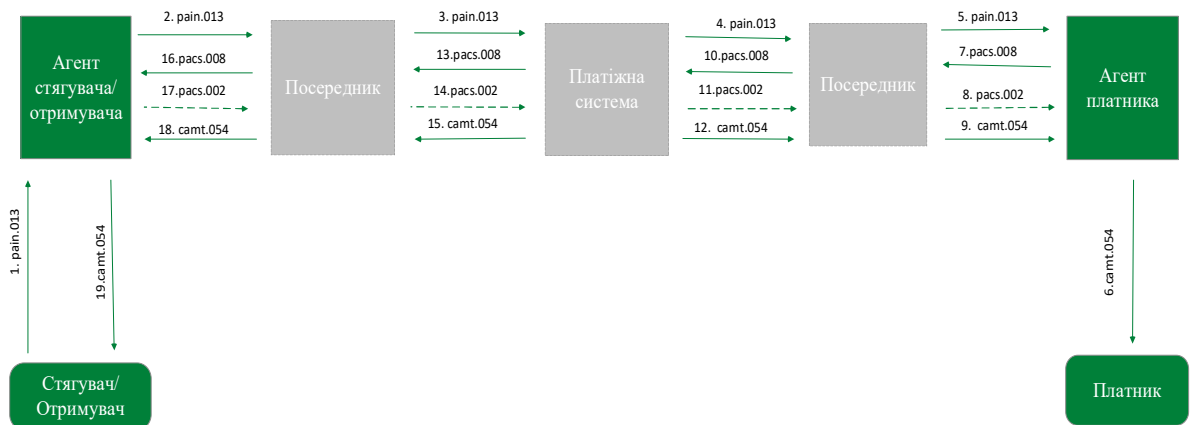 2. pain.013
3. pain.013
4. pain.013
5. pain.013
16.pacs.008
13.pacs.008
10.pacs.008
7.pacs.008
17.pacs.002
14.pacs.002
11.pacs.002
8. pacs.002
18. camt.054
15. camt.054
12. camt.054
9. camt.054
Агент
стягувача/
отримувача
Посередник
Платіжна
система
Посередник
Агент
платника
1. pain.013
19.camt.054
6.camt.054
Стягувач/
Отримувач
Платник